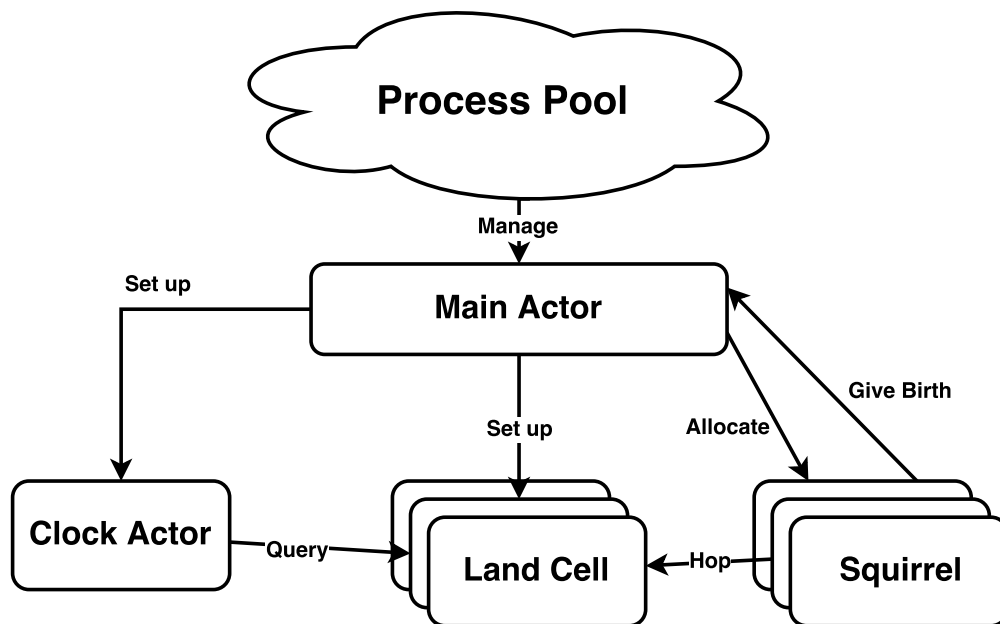 Process Pool
Manage
Set up
Main Actor
Give Birth
Allocate
Set up
Clock Actor
Query
Land Cell
Hop
Squirrel